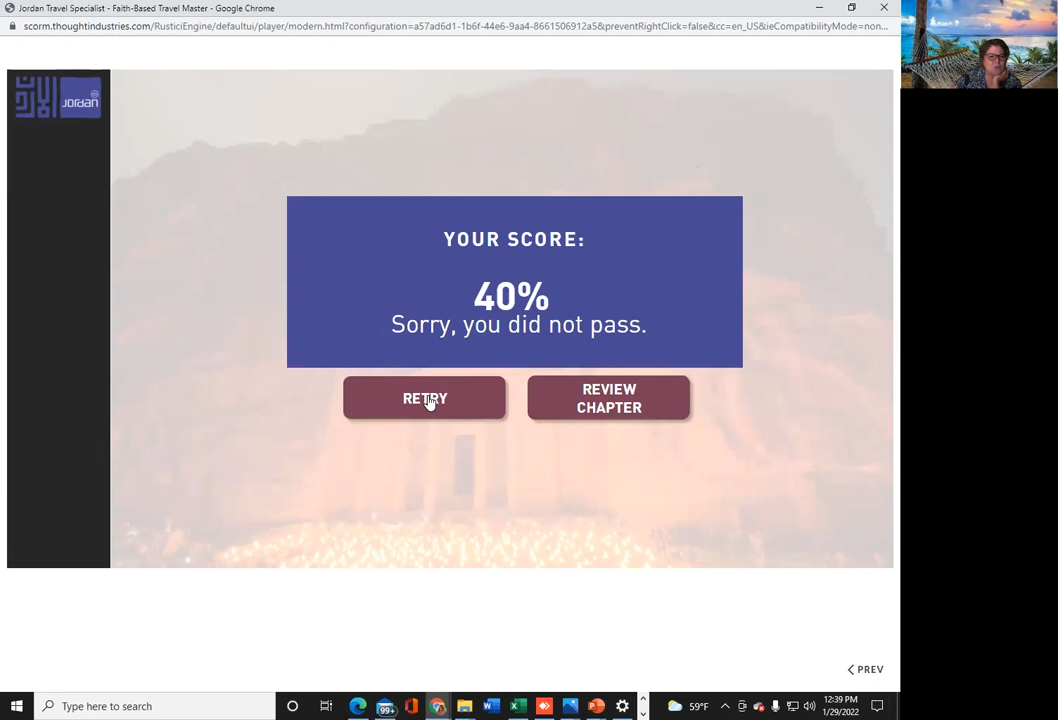 Jordan Travel Specialist - Faith-Based Travel Master - Google Chrome
scorm.thoughtindustries.com/RusticiEngine/defaultui/player/modern.html?configuration=a57ad6d1-1b6f-44e6-9aa4-8661506912a5&preventRightClick=false&cc=en_US&ieCompatibilityMode=non...
الأردن
Jordan
YOUR SCORE:
40%
Sorry, you did not pass.
RETRY
REVIEW
CHAPTER
PREV
Type here to search
99+
59°F
12:39 PM
1/29/2022